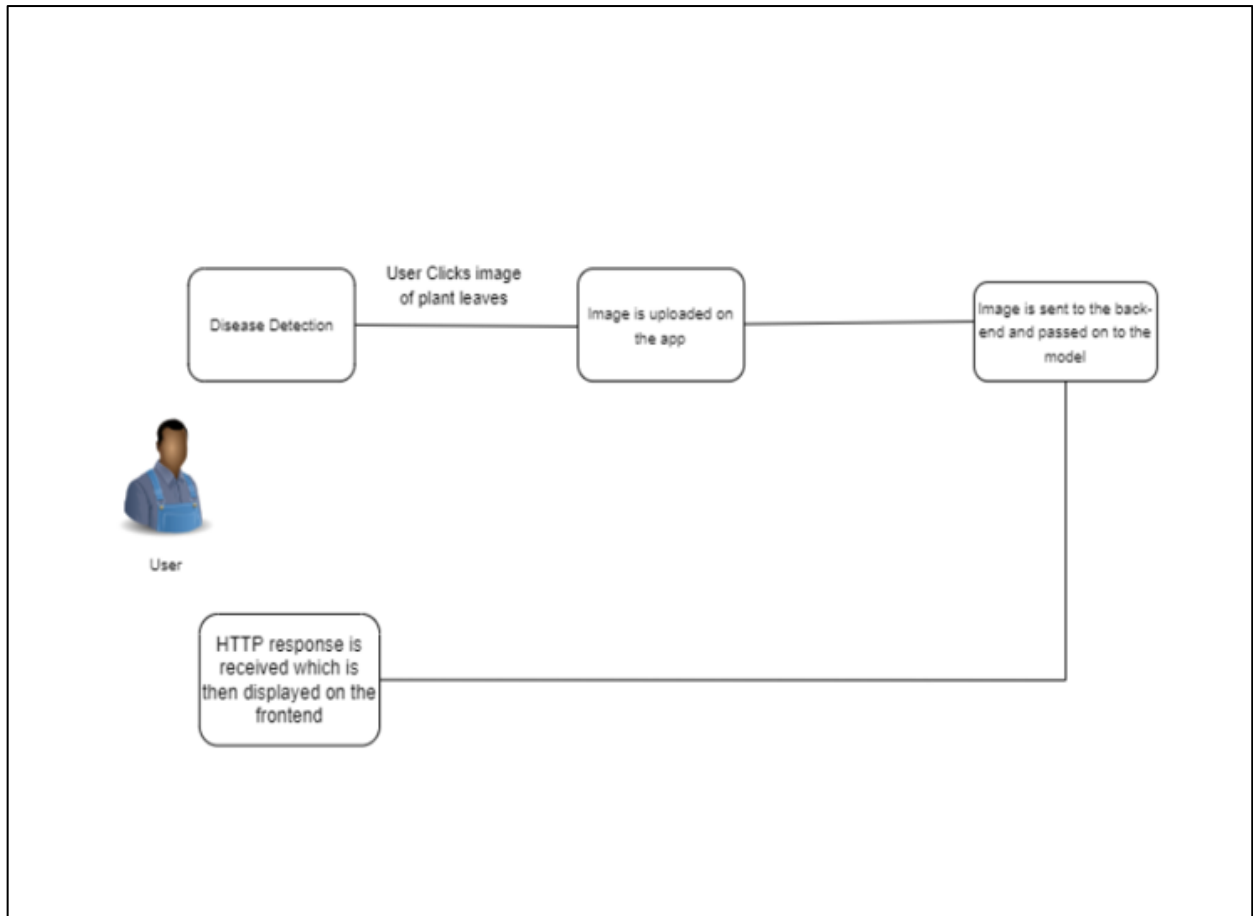 Disease Detection
User Clicks image
of plant leaves
Image is uploaded on
the app
Image is sent to the back-
end and passed on to the
model
User
HTTP response is
received which is
then displayed on the
frontend